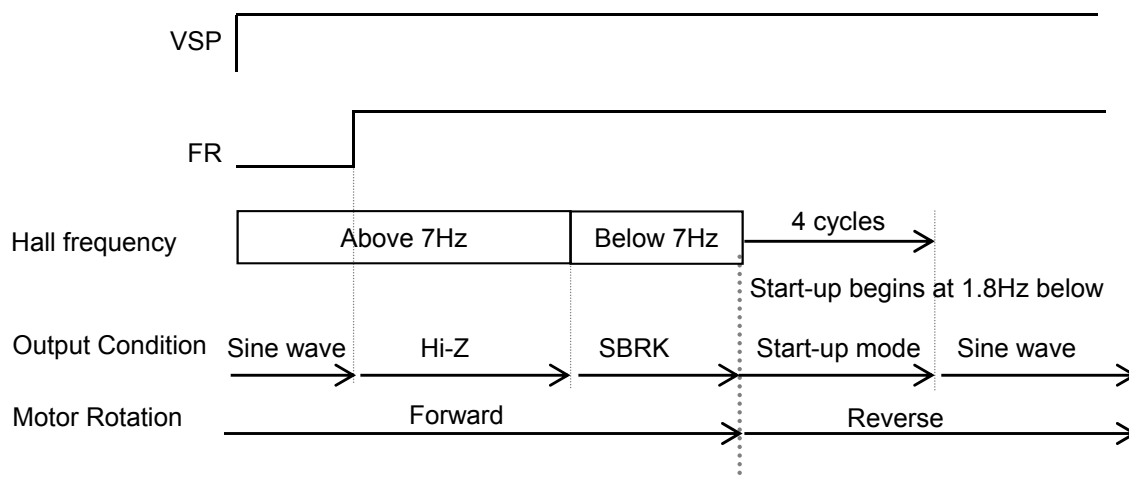 VSP
FR
Hall frequency Above 7Hz Below 7Hz 4 cycles
Start-up begins at 1.8Hz below
Output Condition Sine wave Hi-Z SBRK Start-up mode Sine wave
Motor Rotation Forward Reverse